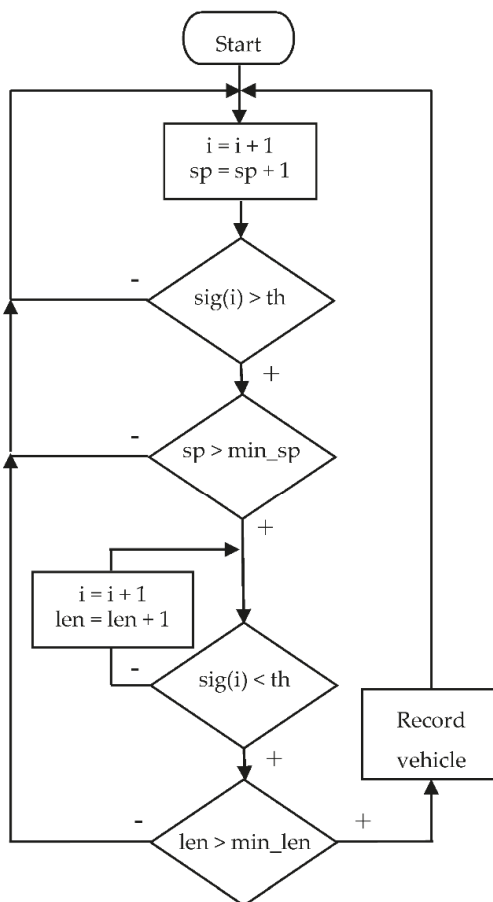 Start
i = i + 1
sp = sp + 1
-
sig(i) > th
+
-
sp > min_sp
+
i = i + 1
len = len + 1
-
sig(i) < th
+
Record
vehicle
-
len > min_len
+